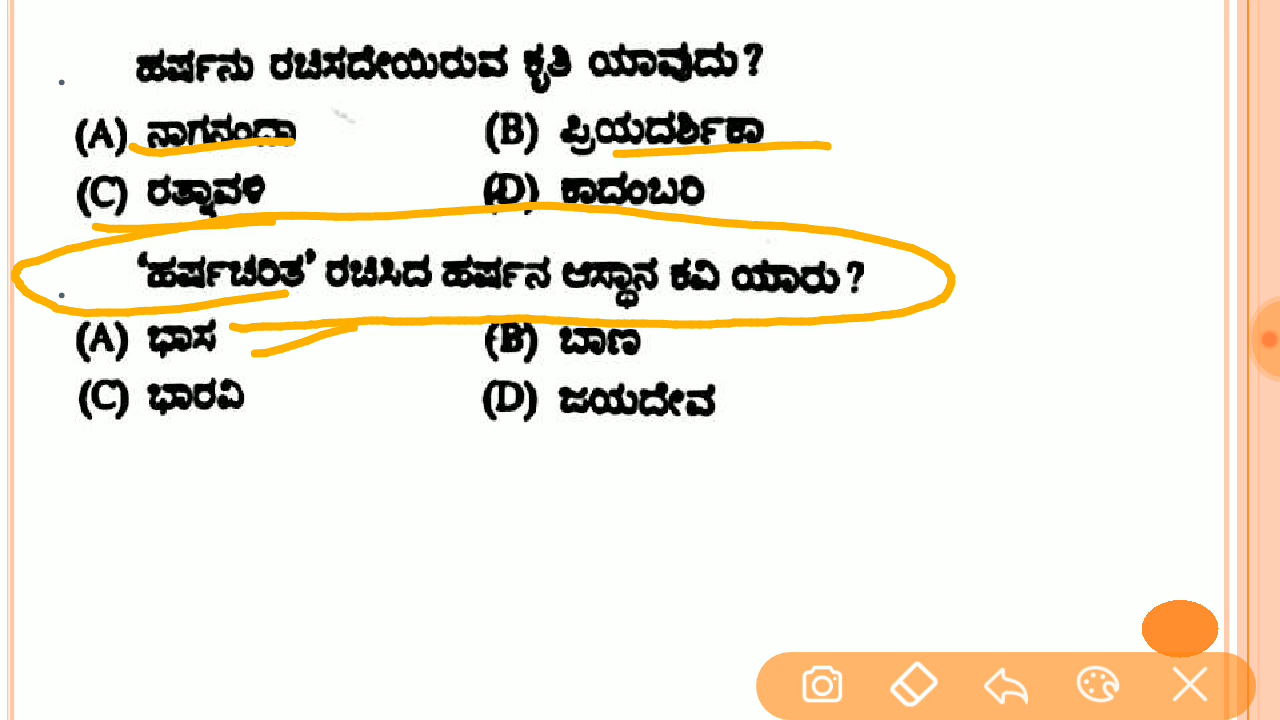 ಹರ್ಷನು ರಚಿಸದೇಯಿರುವ ಕೃತಿ ಯಾವುದು?
(A) ನಾಗನಂದಾ (B) ಪ್ರಿಯದರ್ಶಿಕಾ
(C) ರತ್ನಾವಳಿ (D) ಕಾದಂಬರಿ
‘ಹರ್ಷಚರಿತ’ ರಚಿಸಿದ ಹರ್ಷನ ಆಸ್ಥಾನ ಕವಿ ಯಾರು?
(A) ಭಾಸ (B) ಬಾಣ
(C) ಭಾರವಿ (D) ಜಯದೇವ